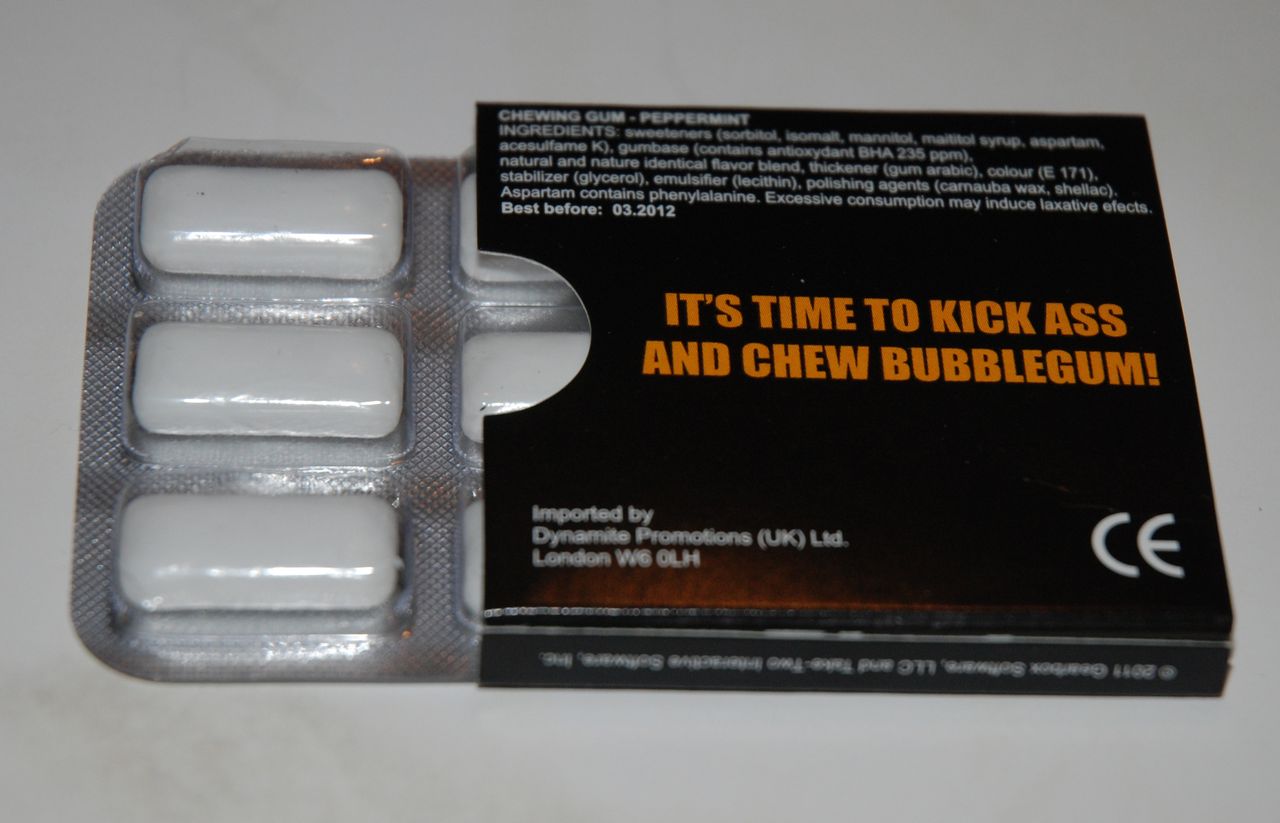 CHEWING GUM - PEPPERMINT
INGREDIENTS: sweeteners (sorbitol, isomalt, mannitol, maltitol syrup, aspartam,
acesulfame K), gumbase (contains antioxydant BHA 235 ppm),
natural and nature identical flavor blend, thickener (gum arabic), colour (E 171),
stabilizer (glycerol), emulsifier (lecithin), polishing agents (carnauba wax, shellac).
Aspartam contains phenylalanine. Excessive consumption may induce laxative efects.
Best before: 03.2012
IT'S TIME TO KICK ASS
AND CHEW BUBBLEGUM!
Imported by
Dynamite Promotions (UK) Ltd.
London W6 0LH
CE
© 2011 Gearbox Software, LLC and Take-Two Interactive Software, Inc.